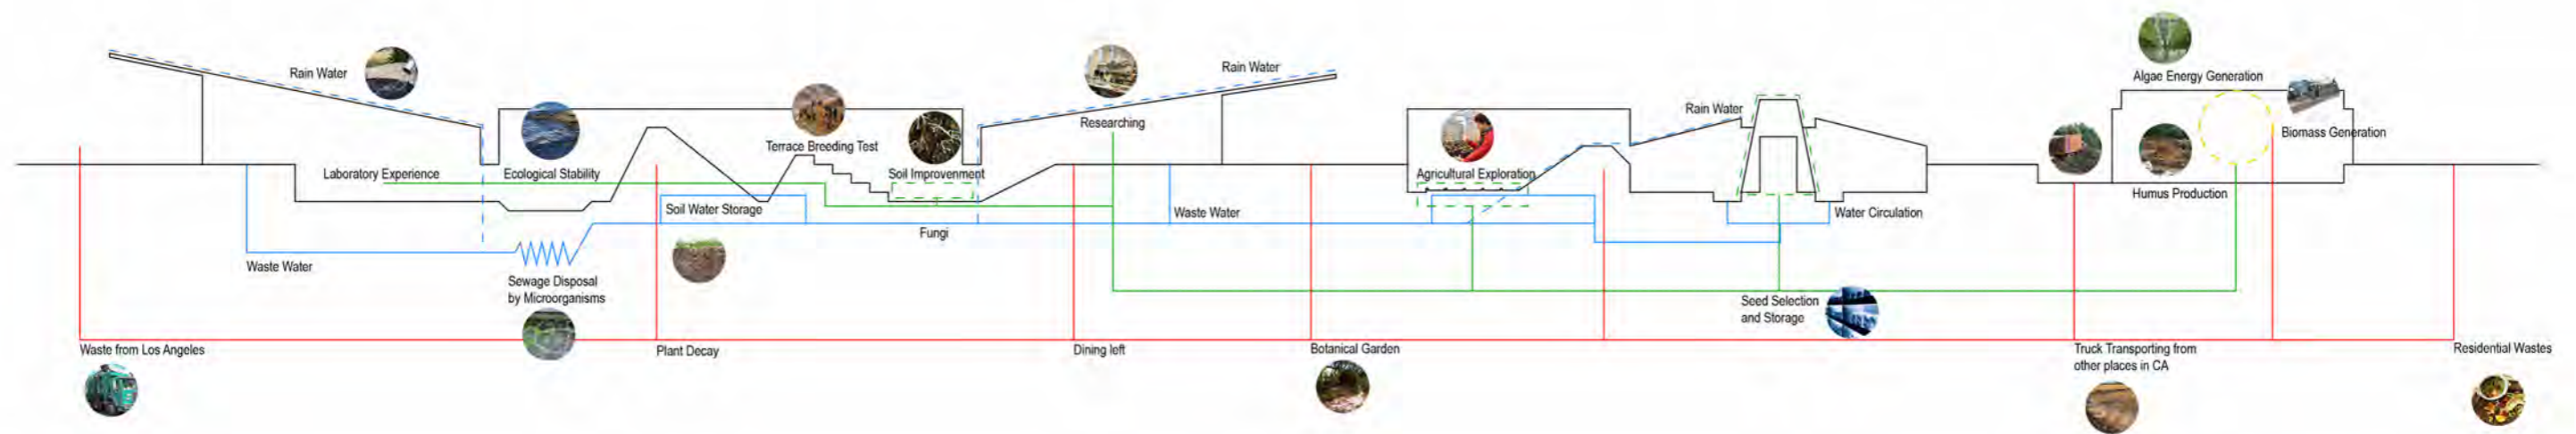 Rain Water
Laboratory Experience
Ecological Stability
Terrace Breeding Test
Soil Improvenment
Researching
Rain Water
Agricultural Exploration
Rain Water
Algae Energy Generation
Biomass Generation
Humus Production
Water Circulation
Soil Water Storage
Fungi
Waste Water
Waste Water
Sewage Disposal
by Microorganisms
Seed Selection
and Storage
Waste from Los Angeles
Plant Decay
Dining left
Botanical Garden
Truck Transporting from
other places in CA
Residential Wastes